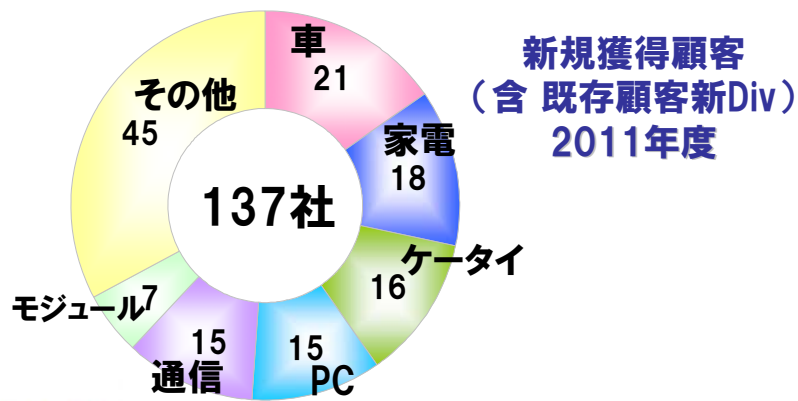 新規獲得顧客
（含 既存顧客新Div）
2011年度
車
21
家電
18
ケータイ
16
15
PC
15
通信
モジュール7
その他
45
137社